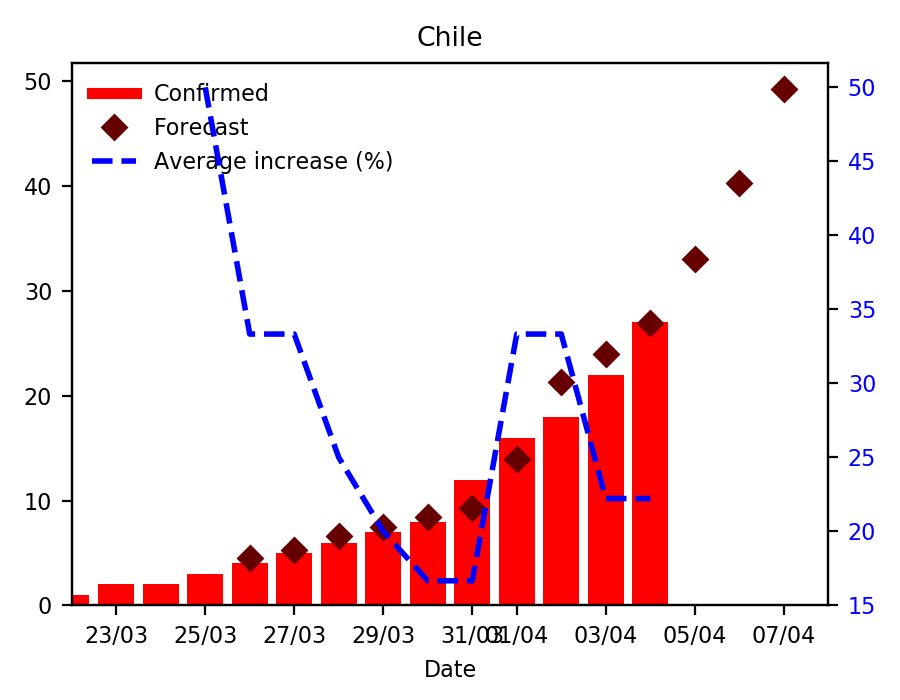 Chile
50 Confirmed 50
Forecast
Average increase (%) 45
40 40
35
30 30
20 25
10 20
0 15
23/03 25/03 27/03 29/03 31/03 01/04 03/04 05/04 07/04
Date